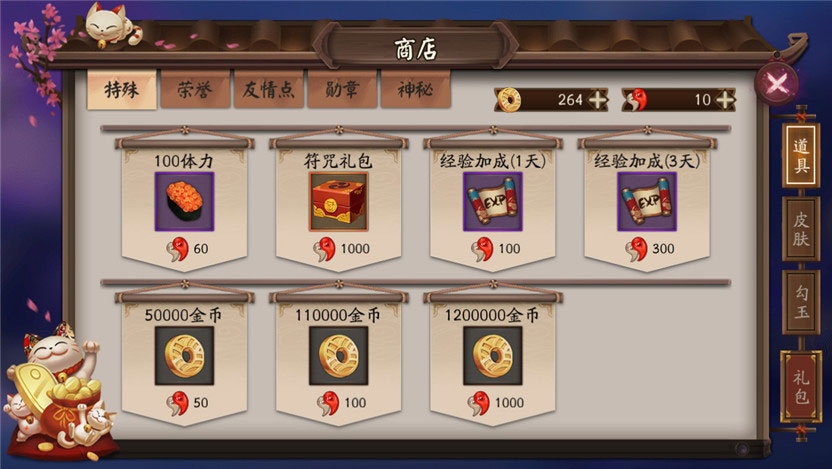 商店
特殊
荣誉
友情点
勋章
神秘
264
10
100体力
符咒礼包
经验加成(1天)
经验加成(3天)
EXP
EXP
60
1000
100
300
50000金币
110000金币
1200000金币
50
100
1000
道具
皮肤
勾玉
礼包